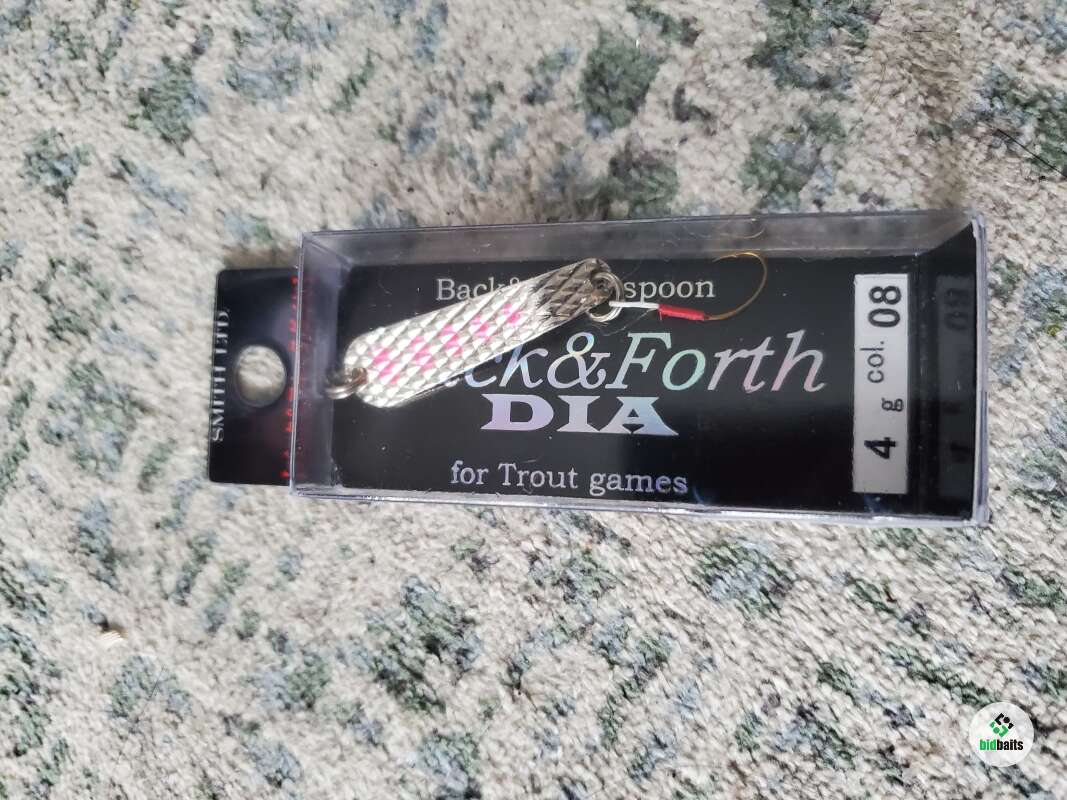 SMITH LTD
Back& spoon
ck&Forth
DIA
for Trout games
4 g col. 08
bidbaits